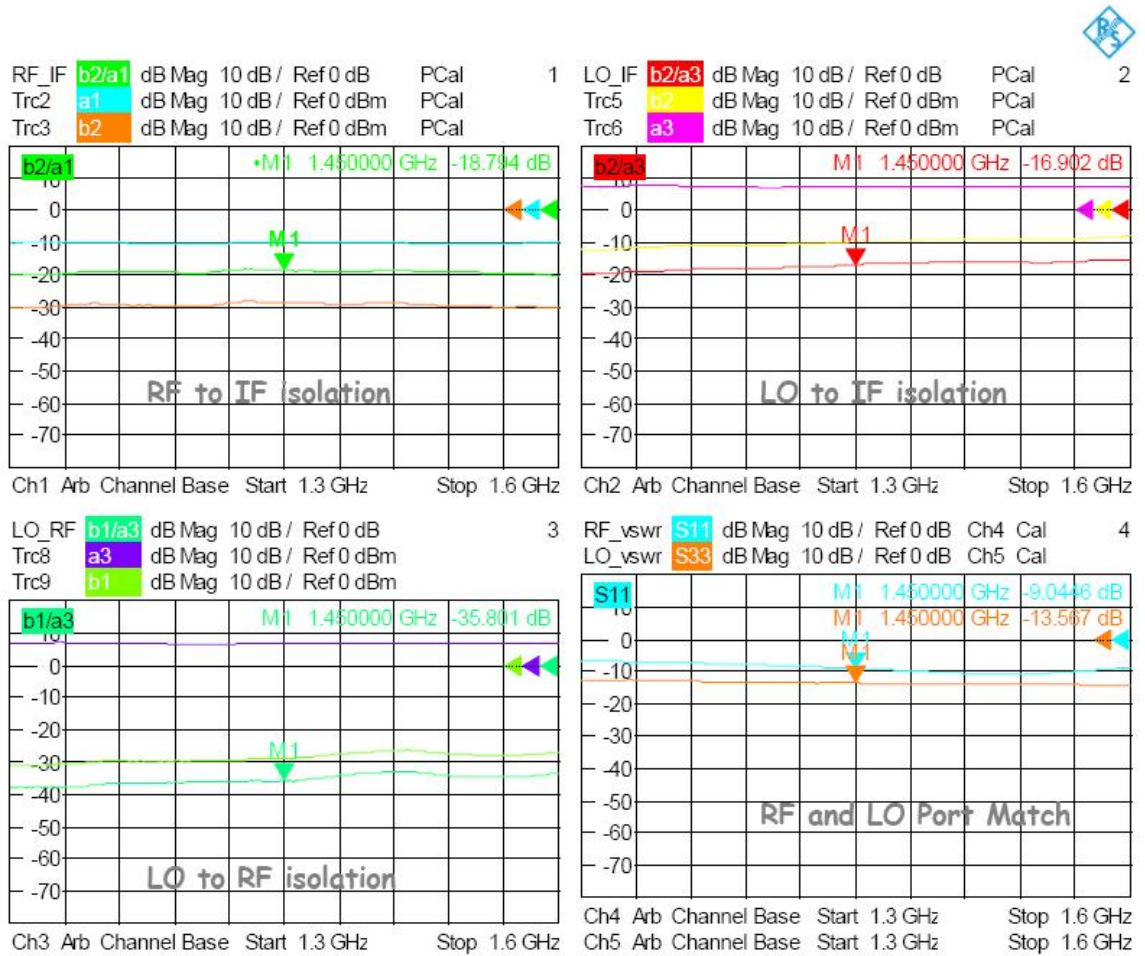 R S
RF_IF b2/a1 dB Mag 10 dB / Ref 0 dB PCal 1
Trc2 a1 dB Mag 10 dB / Ref 0 dBm PCal
Trc3 b2 dB Mag 10 dB / Ref 0 dBm PCal
b2/a1 •M1 1.450000 GHz -18.794 dB
10
0
-10
M1
-20
-30
-40
-50
RF to IF isolation
-60
-70
Ch1 Arb Channel Base Start 1.3 GHz Stop 1.6 GHz
LO_IF b2/a3 dB Mag 10 dB / Ref 0 dB PCal 2
Trc5 b2 dB Mag 10 dB / Ref 0 dBm PCal
Trc6 a3 dB Mag 10 dB / Ref 0 dBm PCal
b2/a3 M1 1.450000 GHz -16.902 dB
10
0
M1
-10
-20
-30
-40
-50
LO to IF isolation
-60
-70
Ch2 Arb Channel Base Start 1.3 GHz Stop 1.6 GHz
LO_RF b1/a3 dB Mag 10 dB / Ref 0 dB 3
Trc8 a3 dB Mag 10 dB / Ref 0 dBm
Trc9 b1 dB Mag 10 dB / Ref 0 dBm
b1/a3 M1 1.450000 GHz -35.801 dB
10
0
-10
-20
M1
-30
-40
-50
-60
LO to RF isolation
-70
Ch3 Arb Channel Base Start 1.3 GHz Stop 1.6 GHz
RF_vswr S11 dB Mag 10 dB / Ref 0 dB Ch4 Cal 4
LO_vswr S33 dB Mag 10 dB / Ref 0 dB Ch5 Cal
S11 M1 1.450000 GHz -9.0446 dB
10 M1 1.450000 GHz -13.567 dB
0 M1
M1
-10
-20
-30
-40
-50
RF and LO Port Match
-60
-70
Ch4 Arb Channel Base Start 1.3 GHz Stop 1.6 GHz
Ch5 Arb Channel Base Start 1.3 GHz Stop 1.6 GHz